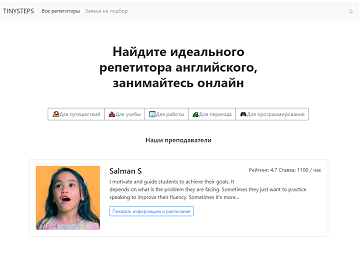 TINYSTEPS Все репетиторы Заявка на подбор
Найдите идеального
репетитора английского,
занимайтесь онлайн
Для путешествий Для учебы Для работы Для переезда Для программирования
Наши преподаватели
Salman S
Рейтинг: 4.7 Ставка: 1100 / час
I motivate and guide students to achieve their goals. It
depends on what is the problem they are facing. Sometimes they just want to practice
speaking to improve their fluency. Sometimes it's more...
Показать информацию и расписание